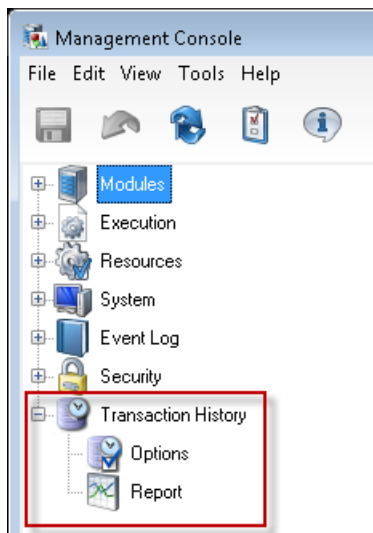 Management Console
File Edit View Tools Help
Modules
Execution
Resources
System
Event Log
Security
Transaction History
Options
Report